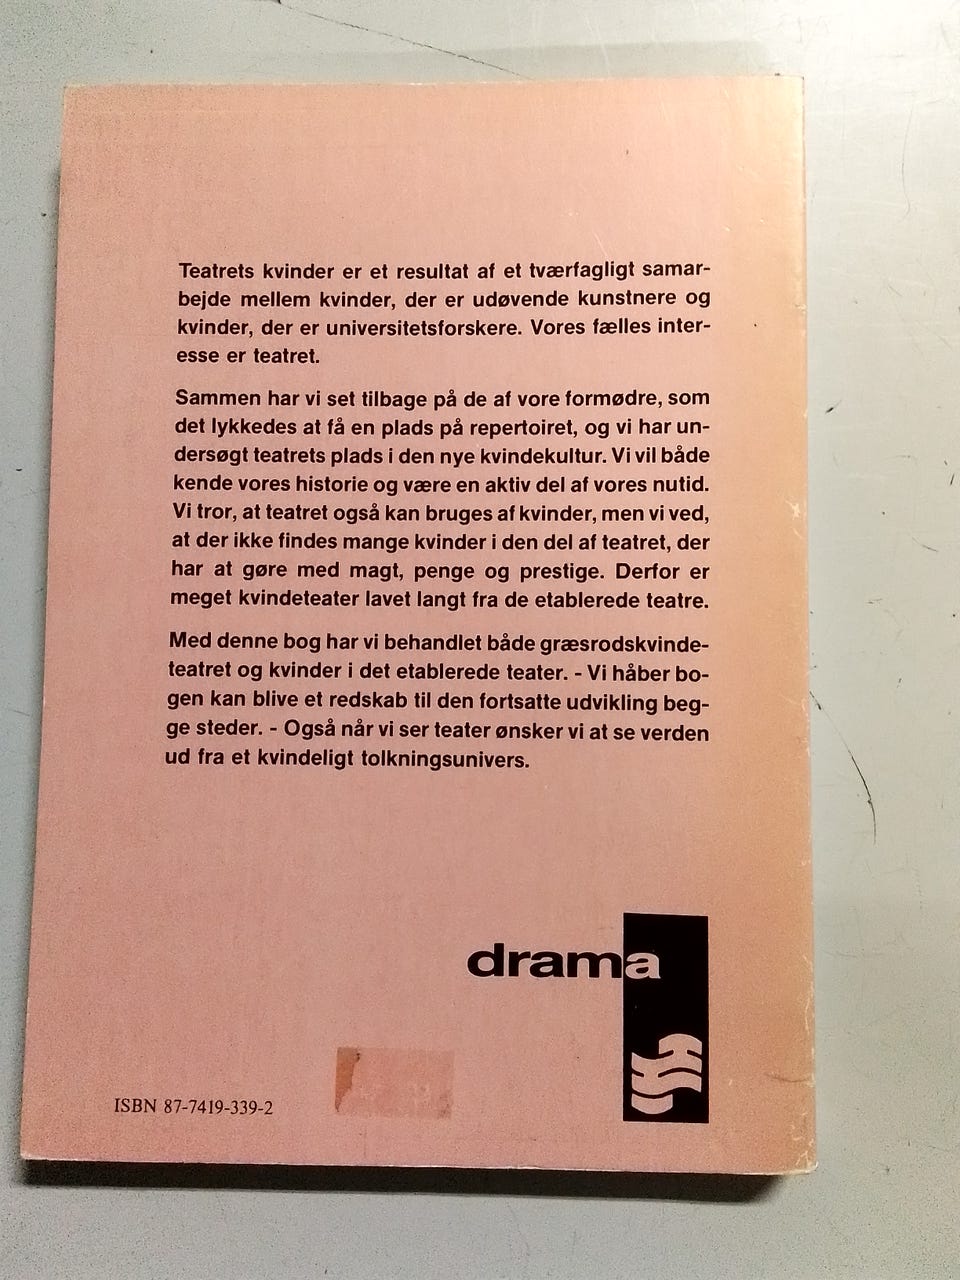 Teatrets kvinder er et resultat af et tværfagligt samar-
bejde mellem kvinder, der er udøvende kunstnere og
kvinder, der er universitetsforskere. Vores fælles inter-
esse er teatret.
Sammen har vi set tilbage på de af vore formødre, som
det lykkedes at få en plads på repertoiret, og vi har un-
dersøgt teatrets plads i den nye kvindekultur. Vi vil både
kende vores historie og være en aktiv del af vores nutid.
Vi tror, at teatret også kan bruges af kvinder, men vi ved,
at der ikke findes mange kvinder i den del af teatret, der
har at gøre med magt, penge og prestige. Derfor er
meget kvindeteater lavet langt fra de etablerede teatre.
Med denne bog har vi behandlet både græsrodskvinde-
teatret og kvinder i det etablerede teater. - Vi håber bo-
gen kan blive et redskab til den fortsatte udvikling beg-
ge steder. - Også når vi ser teater ønsker vi at se verden
ud fra et kvindeligt tolkningsunivers.
drama
ISBN 87-7419-339-2